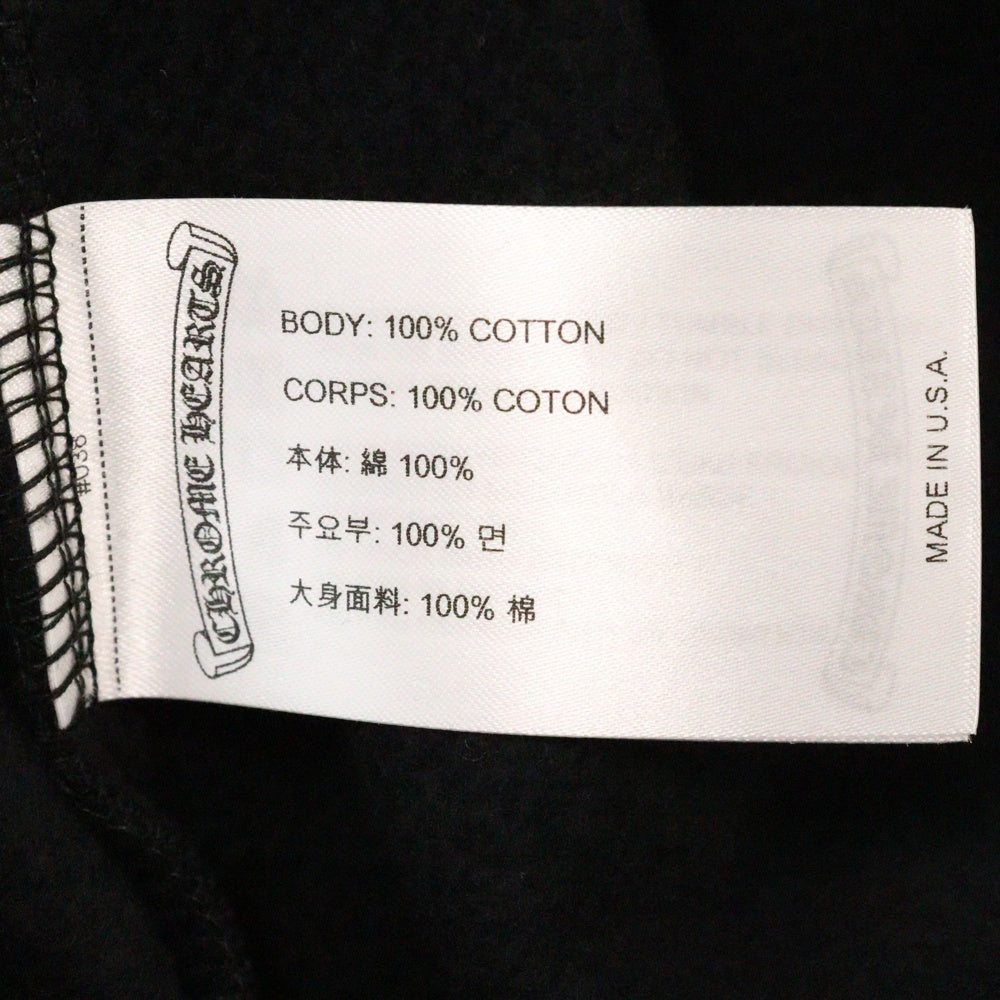 CHROME HEARTS
BODY: 100% COTTON
CORPS: 100% COTON
本体: 綿 100%
주요부: 100% 면
大身面料: 100% 棉
MADE IN U.S.A.
#038